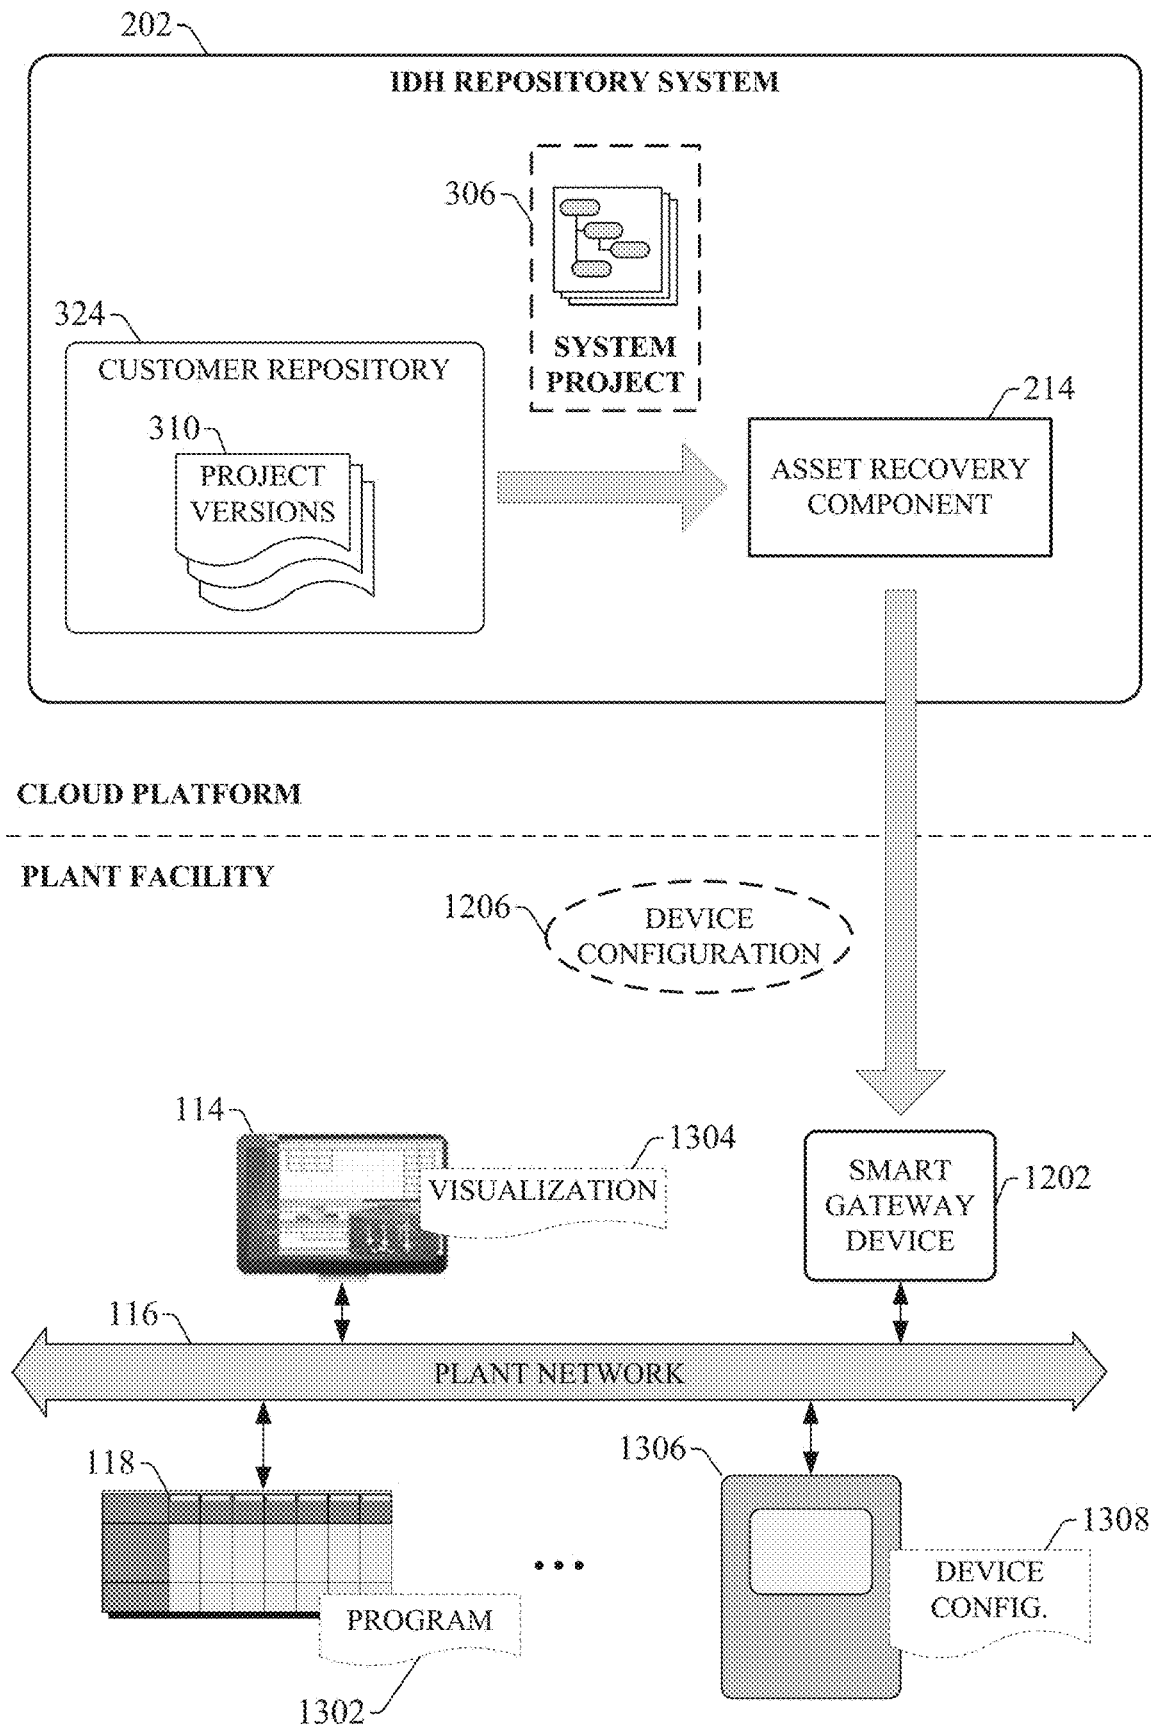 202
IDH REPOSITORY SYSTEM
306
SYSTEM
PROJECT
324
CUSTOMER REPOSITORY
310
PROJECT
VERSIONS
214
ASSET RECOVERY
COMPONENT
CLOUD PLATFORM
PLANT FACILITY
1206
DEVICE
CONFIGURATION
114
1304
VISUALIZATION
SMART
GATEWAY
DEVICE
1202
116
PLANT NETWORK
118
PROGRAM
1302
...
1306
1308
DEVICE
CONFIG.